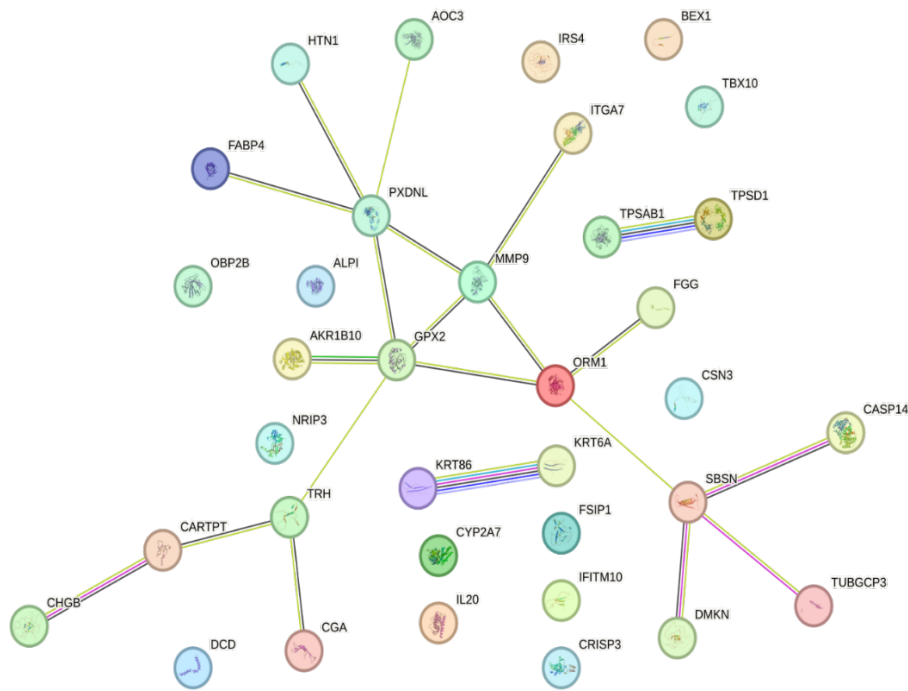 AOC3
BEX1
HTN1
IRS4
TBX10
ITGA7
FABP4
PXDNL
TPSD1
TPSAB1
MMP9
OBP2B
ALPI
FGG
AKR1B10
GPX2
ORM1
CSN3
CASP14
NRIP3
KRT6A
KRT86
SBSN
TRH
FSIP1
CARTPT
CYP2A7
IFITM10
TUBGCP3
CHGB
IL20
DMKN
CGA
DCD
CRISP3